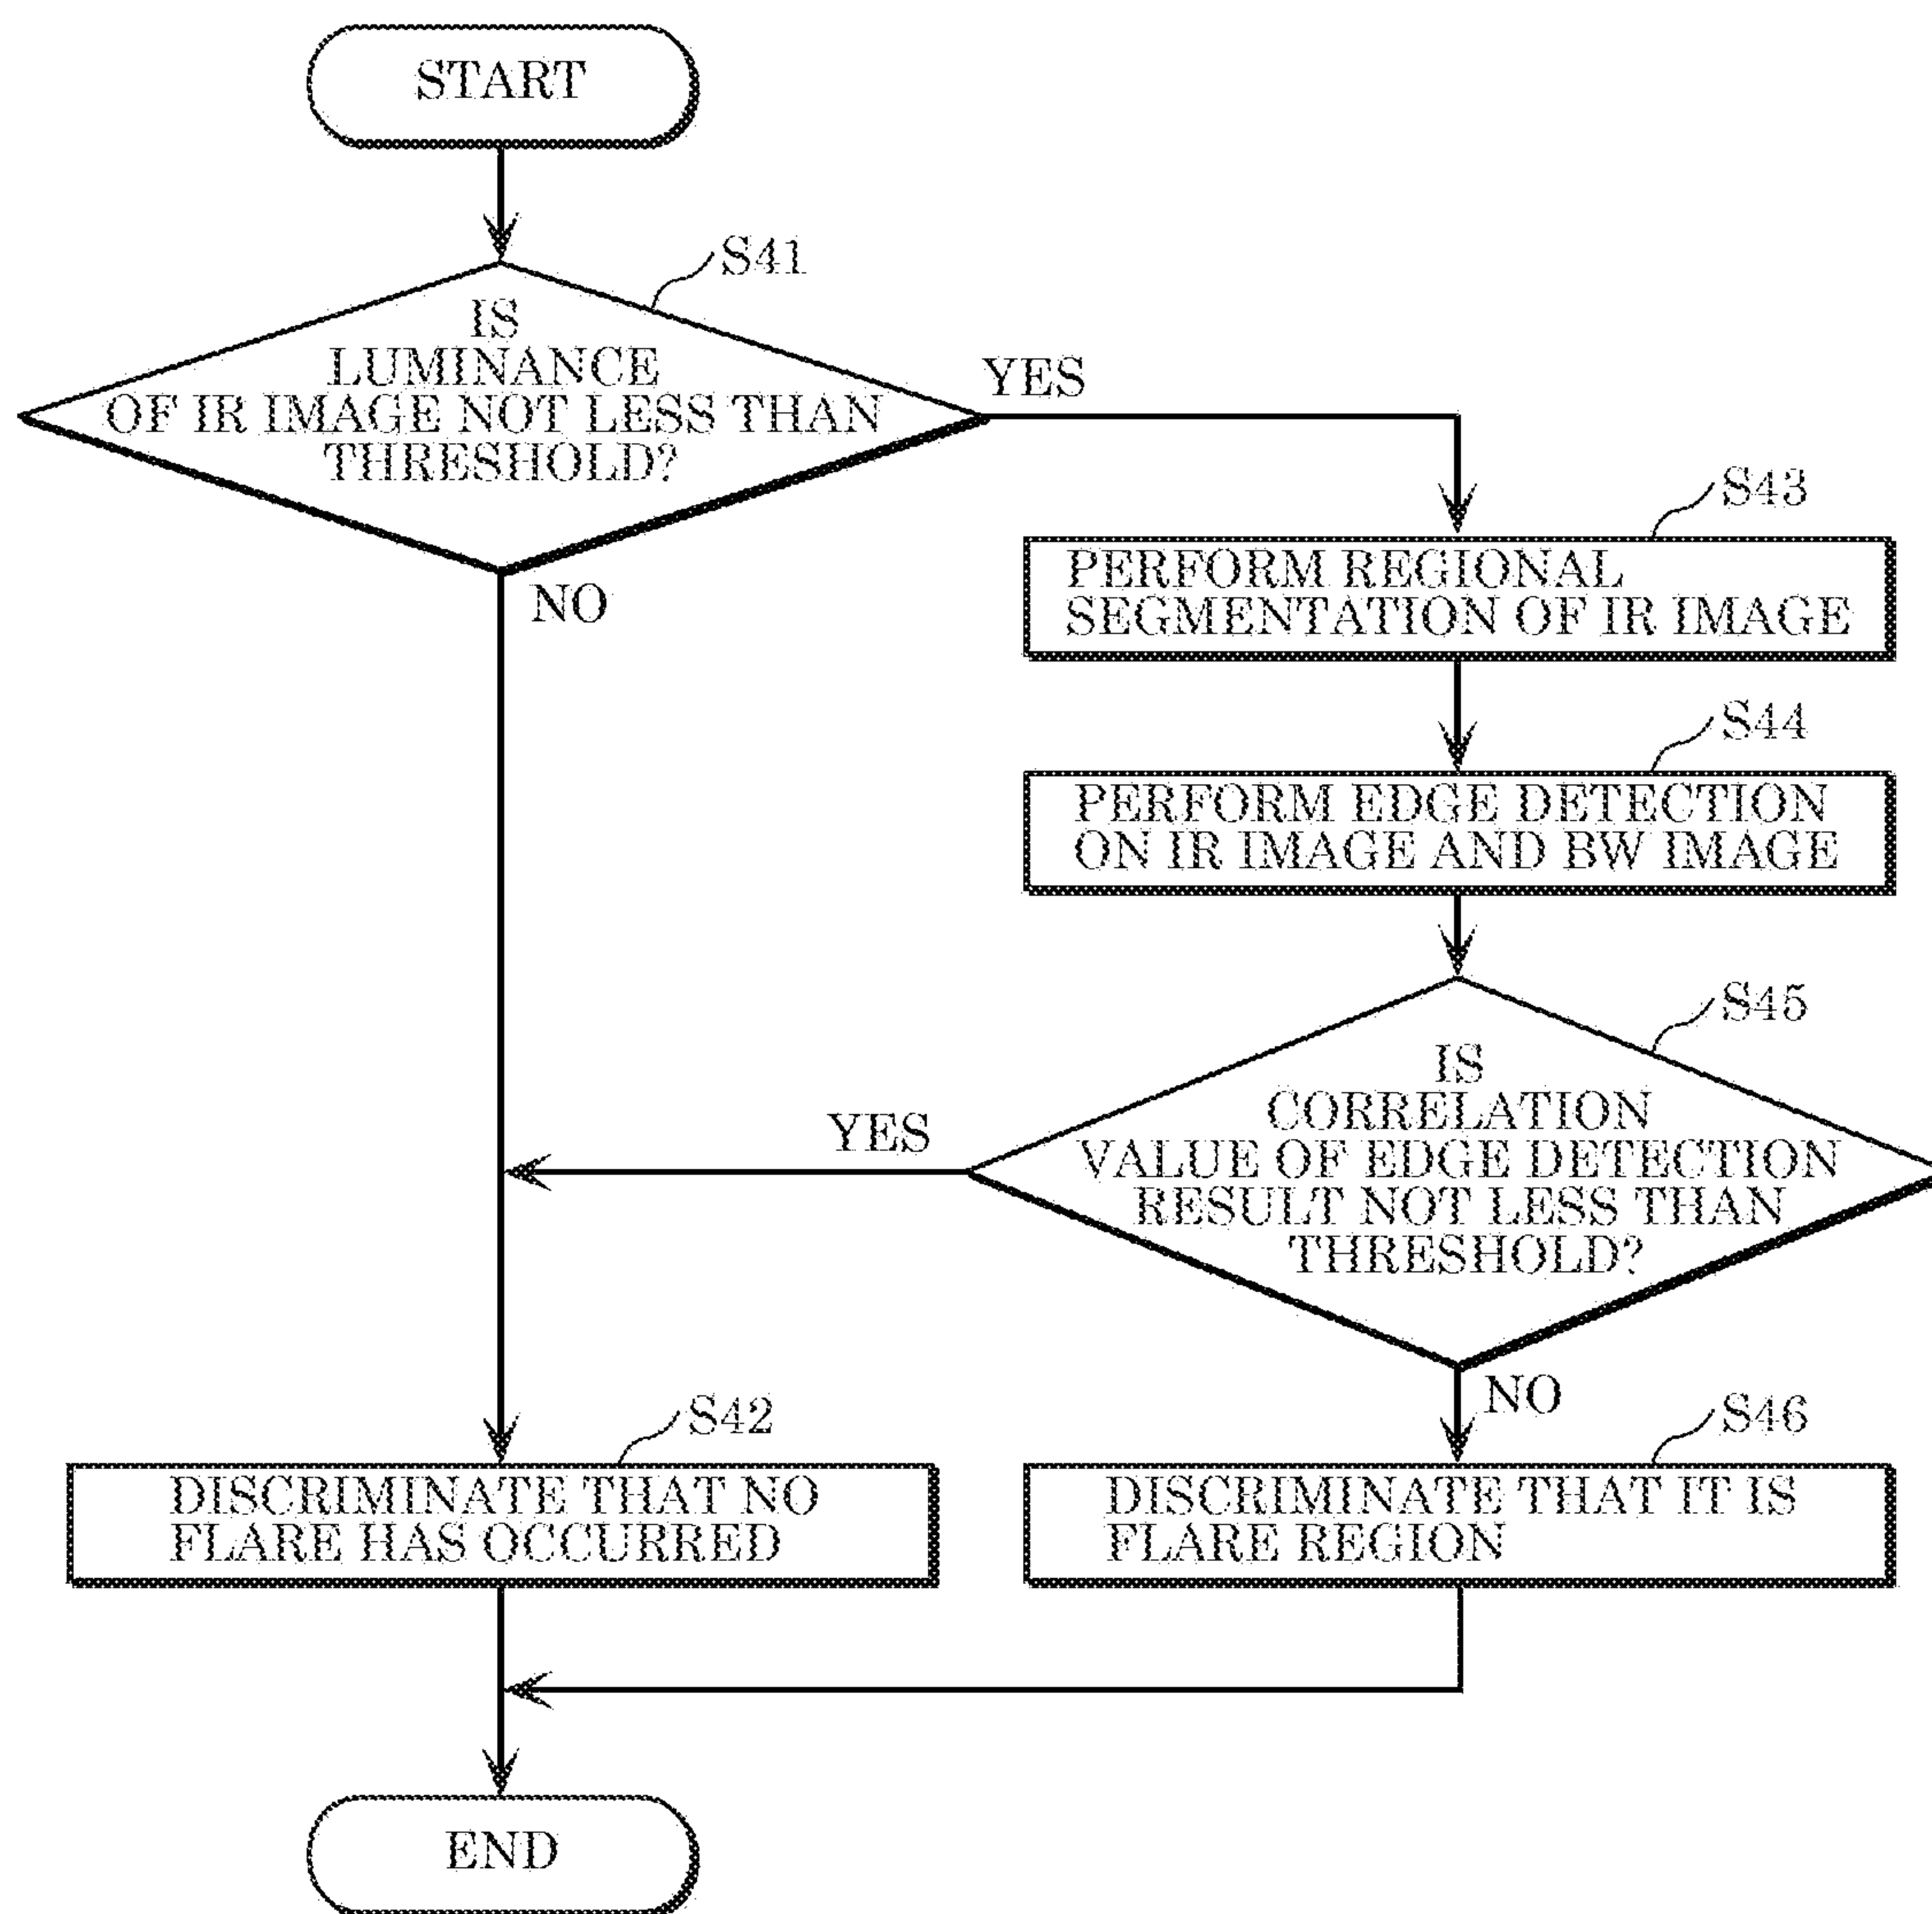 START
S41
IS
LUMINANCE
OF IR IMAGE NOT LESS THAN
THRESHOLD?
YES
NO
S43
PERFORM REGIONAL
SEGMENTATION OF IR IMAGE
S44
PERFORM EDGE DETECTION
ON IR IMAGE AND BW IMAGE
S45
IS
CORRELATION
VALUE OF EDGE DETECTION
RESULT NOT LESS THAN
THRESHOLD?
YES
NO
S42
DISCRIMINATE THAT NO
FLARE HAS OCCURRED
S46
DISCRIMINATE THAT IT IS
FLARE REGION
END